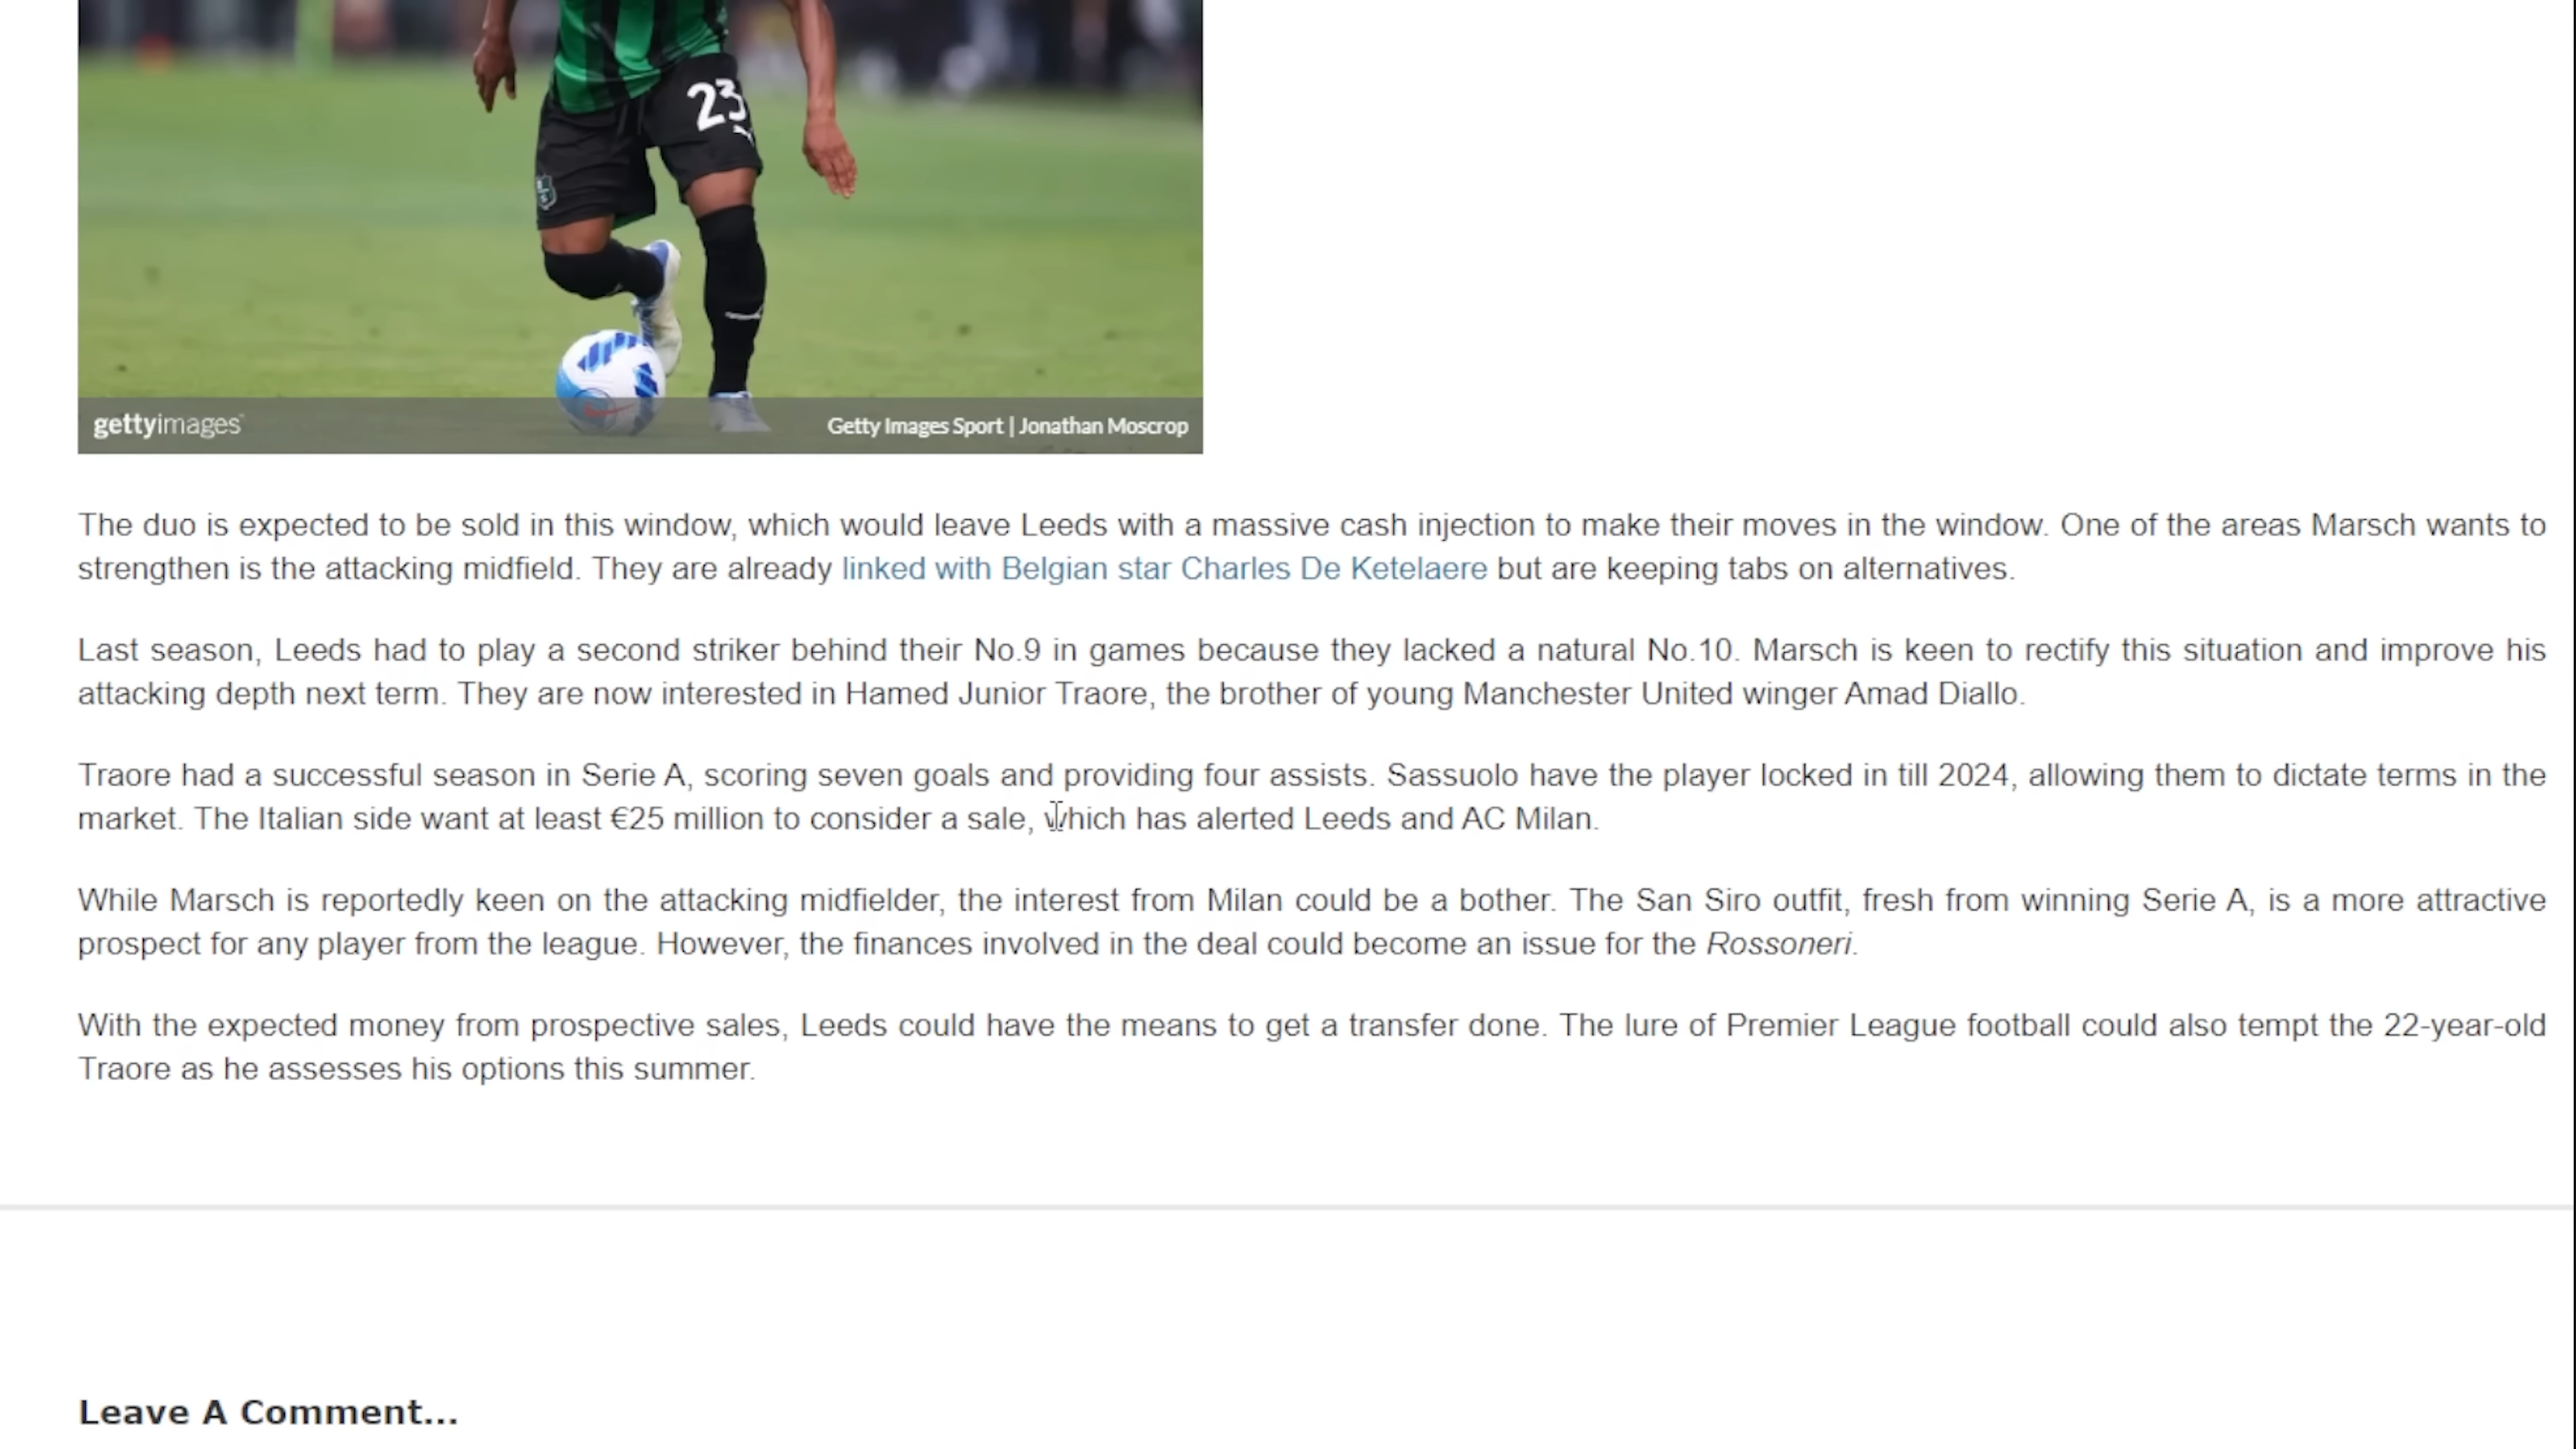 23
gettyimages
Getty Images Sport | Jonathan Moscrop
The duo is expected to be sold in this window, which would leave Leeds with a massive cash injection to make their moves in the window. One of the areas Marsch wants to
strengthen is the attacking midfield. They are already linked with Belgian star Charles De Ketelaere but are keeping tabs on alternatives.
Last season, Leeds had to play a second striker behind their No.9 in games because they lacked a natural No.10. Marsch is keen to rectify this situation and improve his
attacking depth next term. They are now interested in Hamed Junior Traore, the brother of young Manchester United winger Amad Diallo.
Traore had a successful season in Serie A, scoring seven goals and providing four assists. Sassuolo have the player locked in till 2024, allowing them to dictate terms in the
market. The Italian side want at least €25 million to consider a sale, which has alerted Leeds and AC Milan.
While Marsch is reportedly keen on the attacking midfielder, the interest from Milan could be a bother. The San Siro outfit, fresh from winning Serie A, is a more attractive
prospect for any player from the league. However, the finances involved in the deal could become an issue for the Rossoneri.
With the expected money from prospective sales, Leeds could have the means to get a transfer done. The lure of Premier League football could also tempt the 22-year-old
Traore as he assesses his options this summer.
Leave A Comment...